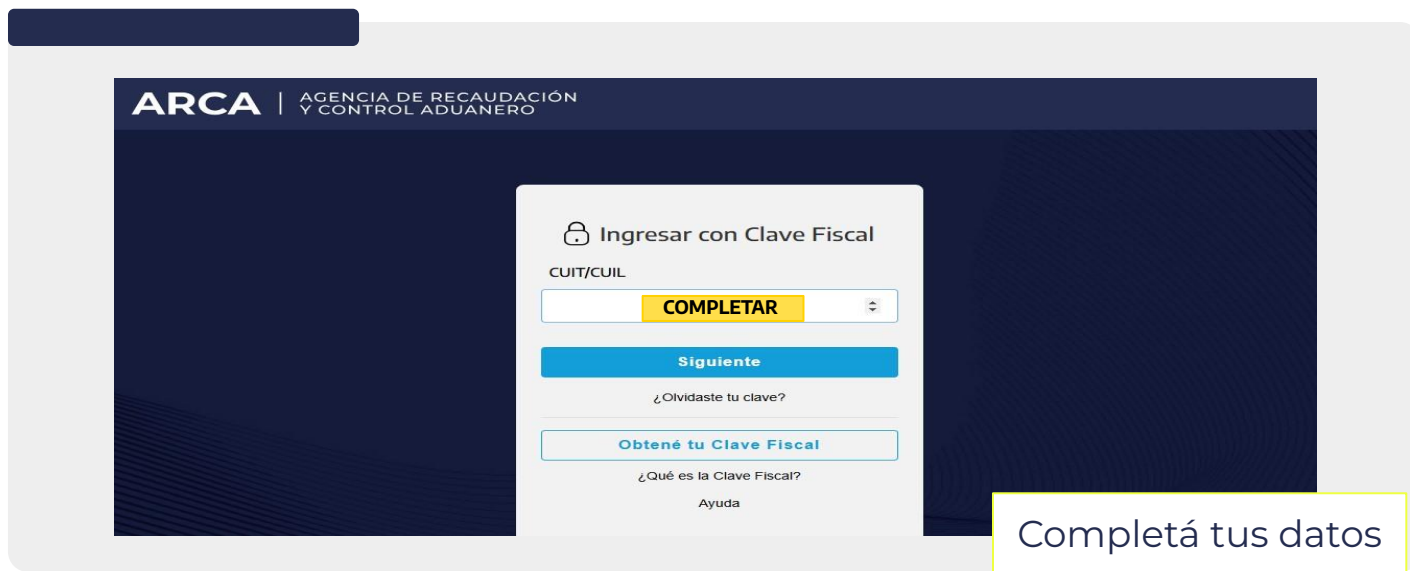 ARCA | AGENCIA DE RECAUDACIÓN
Y CONTROL ADUANERO
Ingresar con Clave Fiscal
CUIT/CUIL
COMPLETAR
Siguiente
¿Olvidaste tu clave?
Obtené tu Clave Fiscal
¿Qué es la Clave Fiscal?
Ayuda
Completá tus datos